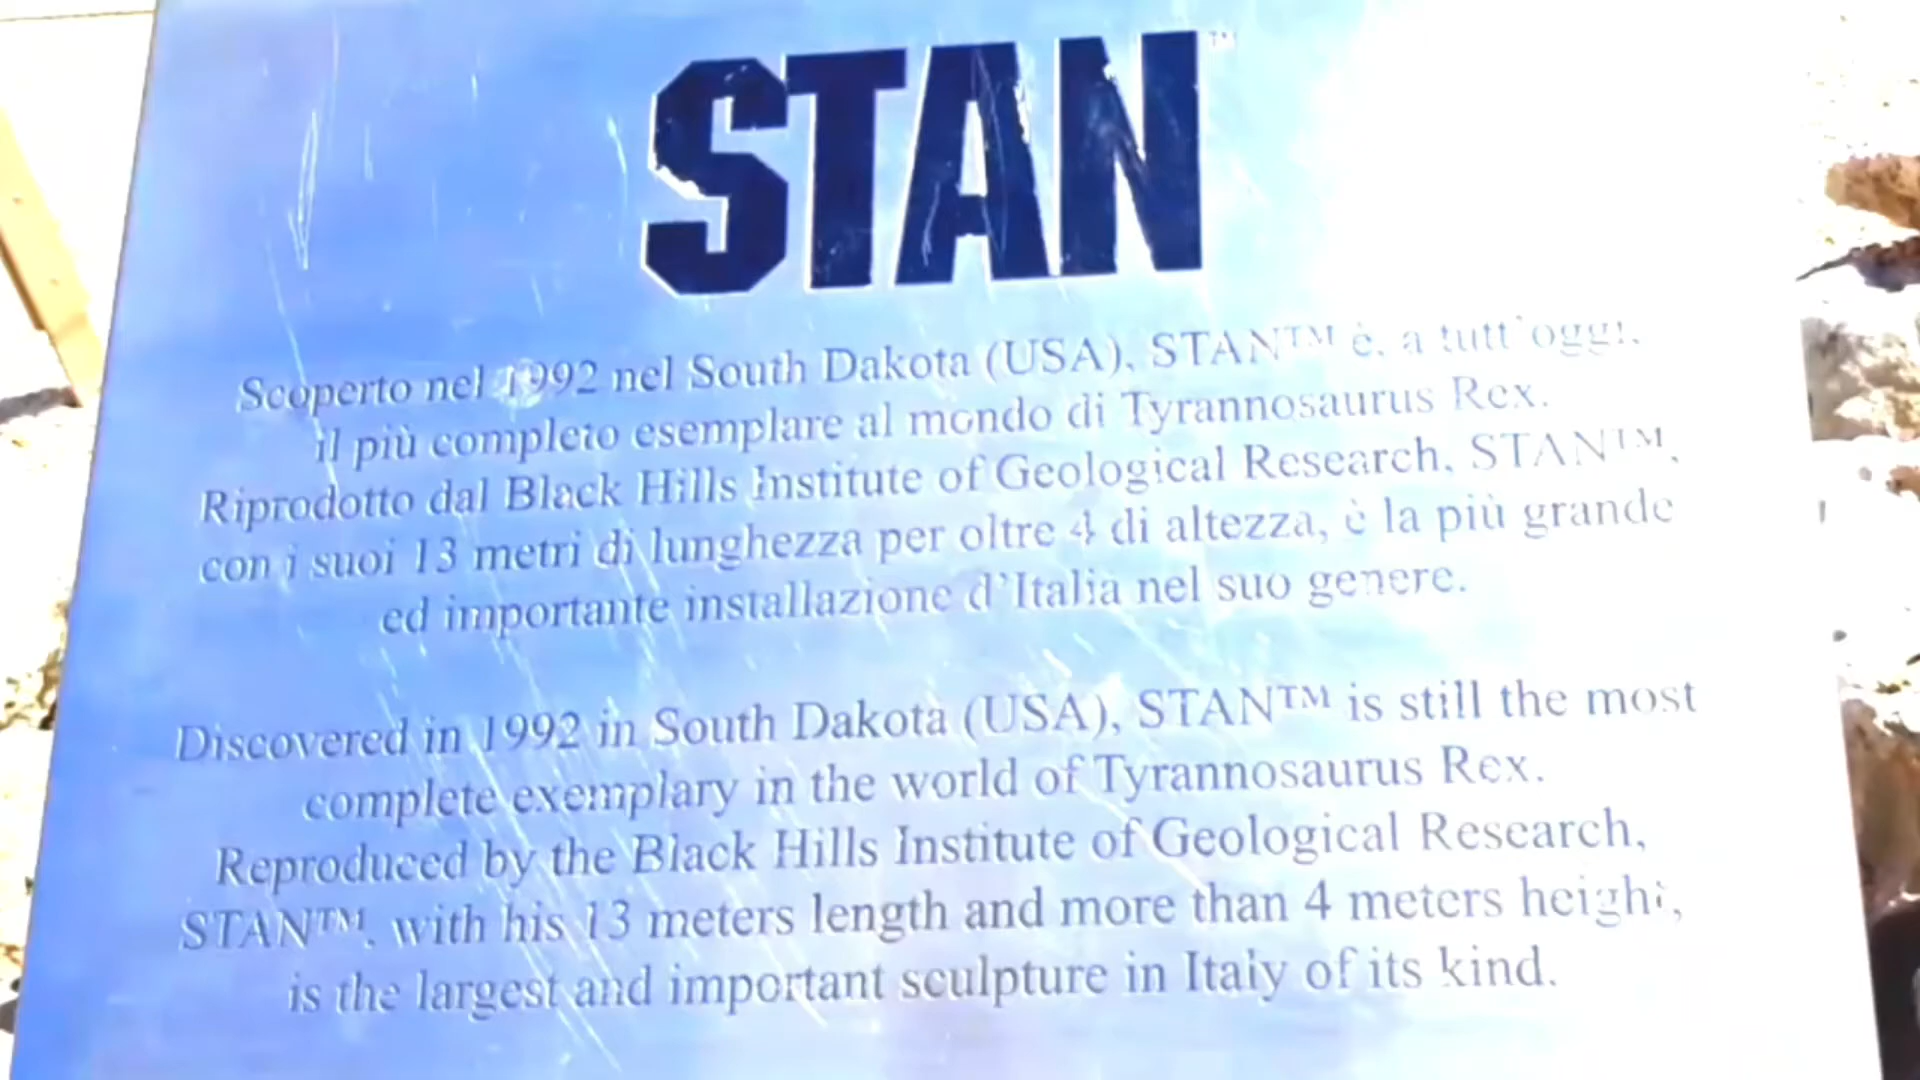 STAN™
Scoperto nel 1992 nel South Dakota (USA), STAN™ è, a tutt'oggi,
il più completo esemplare al mondo di Tyrannosaurus Rex.
Riprodotto dal Black Hills Institute of Geological Research, STAN™,
con i suoi 13 metri di lunghezza per oltre 4 di altezza, è la più grande
ed importante installazione d'Italia nel suo genere.
Discovered in 1992 in South Dakota (USA), STAN™ is still the most
complete exemplary in the world of Tyrannosaurus Rex.
Reproduced by the Black Hills Institute of Geological Research,
STAN™, with his 13 meters length and more than 4 meters height,
is the largest and important sculpture in Italy of its kind.